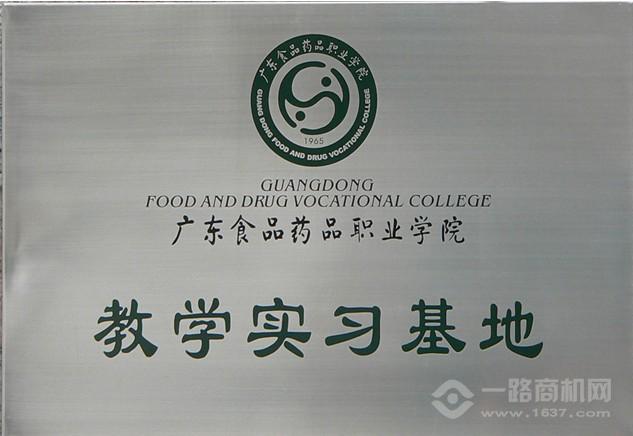 广东食品药品职业学院
GUANG DONG FOOD AND DRUG VOCATIONAL COLLEGE
1965
GUANGDONG
FOOD AND DRUG VOCATIONAL COLLEGE
广东食品药品职业学院
教学实习基地
一路商机网
www.1637.com